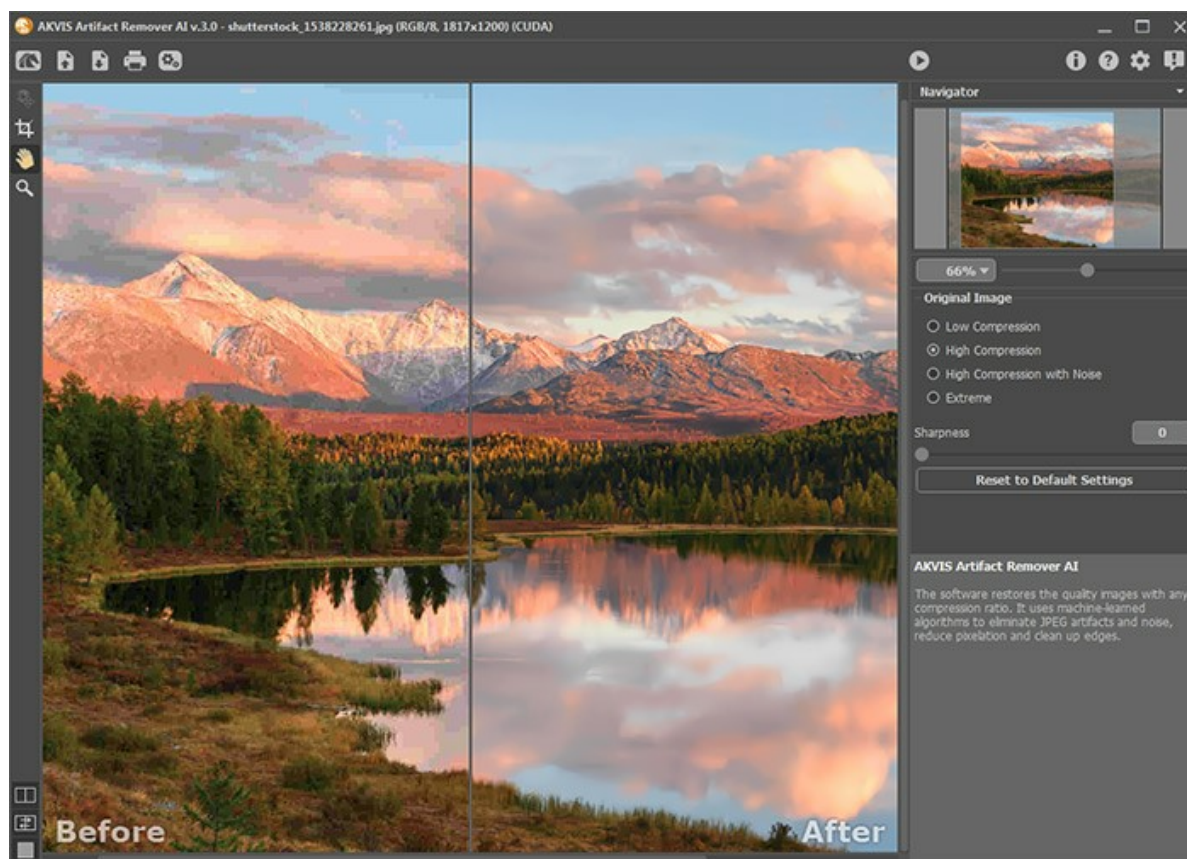 AKVIS Artifact Remover AI v.3.0 - shutterstock_1538228261.jpg (RGB/8, 1817x1200) (CUDA)
Navigator
66%
Original Image
Low Compression
High Compression
High Compression with Noise
Extreme
Sharpness
0
Reset to Default Settings
AKVIS Artifact Remover AI
The software restores the quality images with any
compression ratio. It uses machine-learned
algorithms to eliminate JPEG artifacts and noise,
reduce pixelation and clean up edges.
Before
After